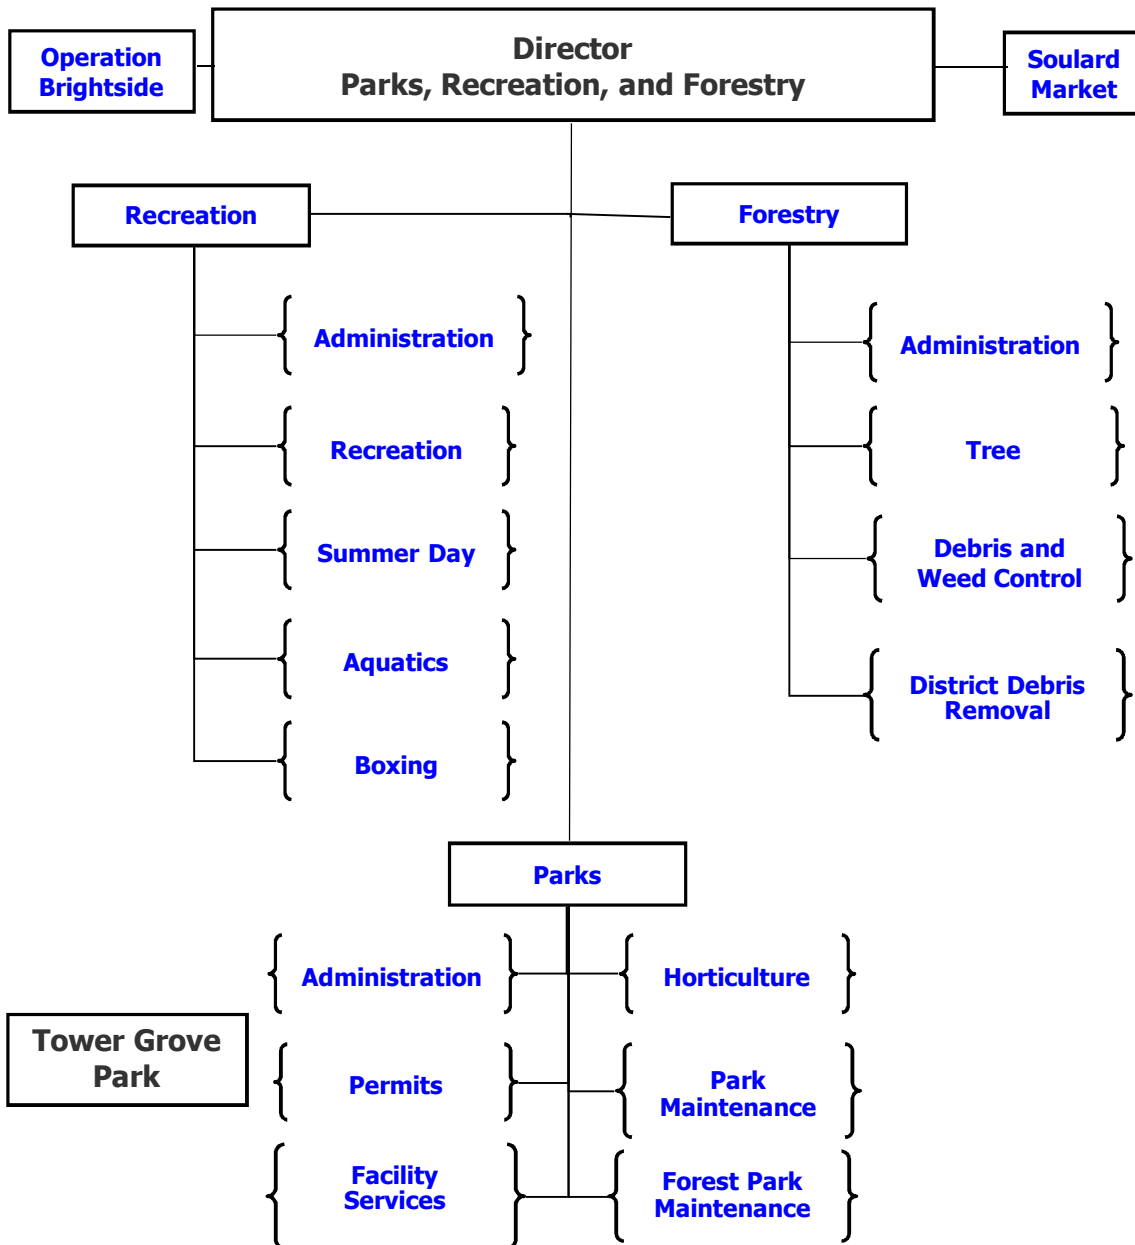 Operation
Brightside
Director
Parks, Recreation, and Forestry
Soulard
Market
Recreation
Forestry
Administration
Recreation
Summer Day
Aquatics
Boxing
Administration
Tree
Debris and
Weed Control
District Debris
Removal
Parks
Administration
Horticulture
Tower Grove
Park
Permits
Park
Maintenance
Facility
Services
Forest Park
Maintenance